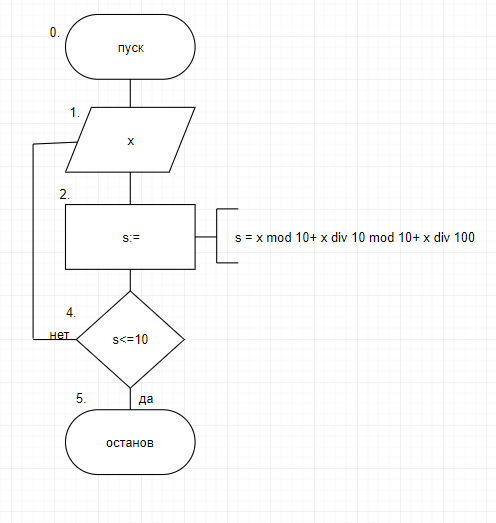 0.
пуск
1.
x
2.
s:=
s = x mod 10+ x div 10 mod 10+ x div 100
4.
нет
s<=10
5.
да
останов